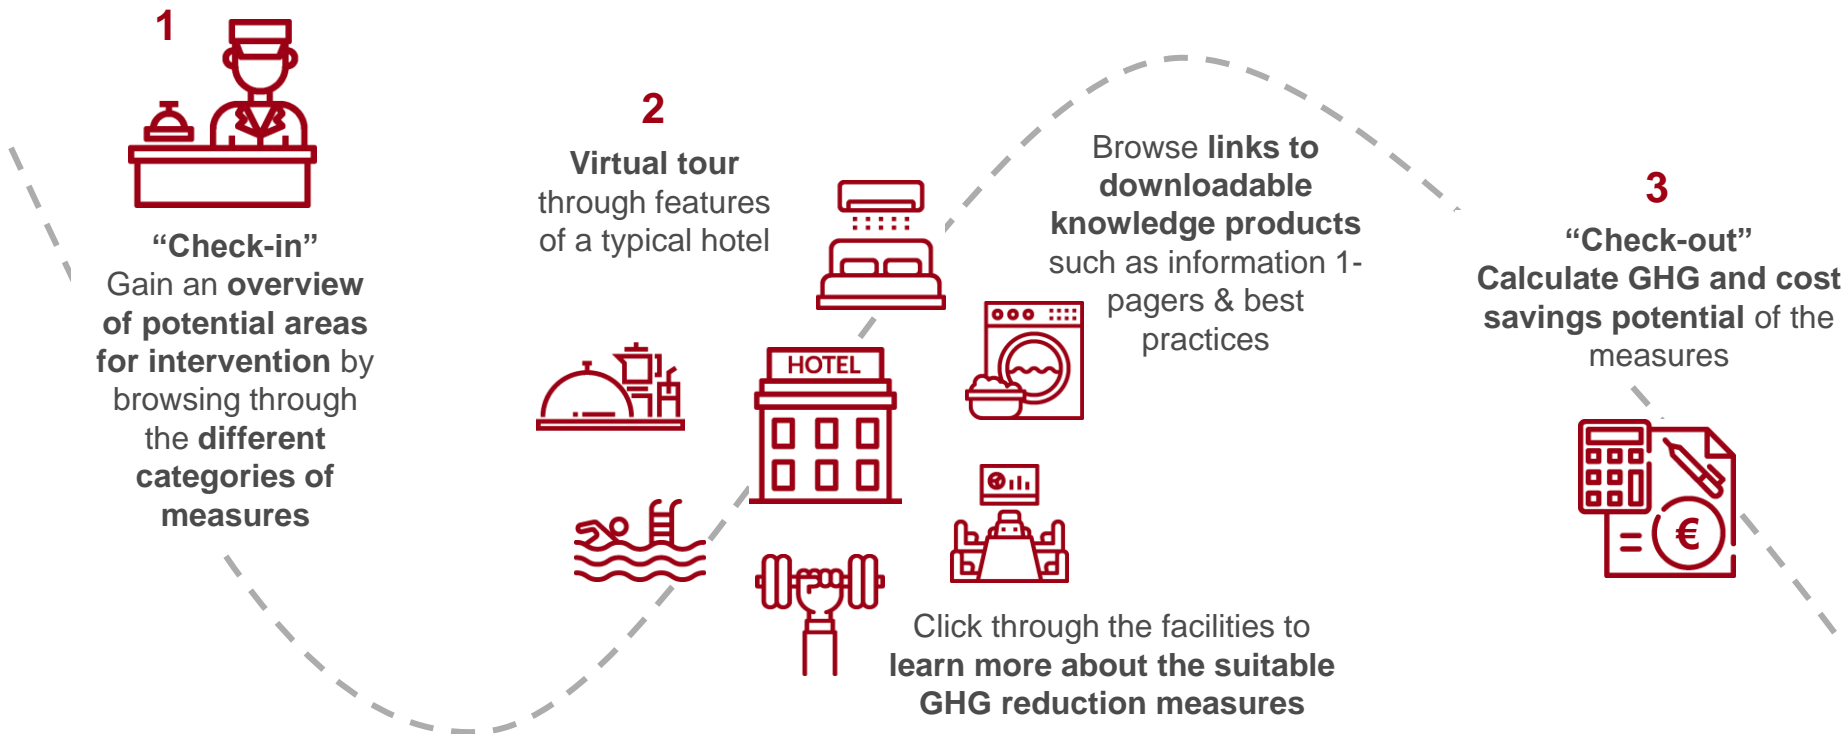 1
“Check-in”
Gain an overview
of potential areas
for intervention by
browsing through
the different
categories of
measures
2
Virtual tour
through features
of a typical hotel
HOTEL
Browse links to
downloadable
knowledge products
such as information 1-
pagers & best
practices
Click through the facilities to
learn more about the suitable
GHG reduction measures
3
“Check-out”
Calculate GHG and cost
savings potential of the
measures
€